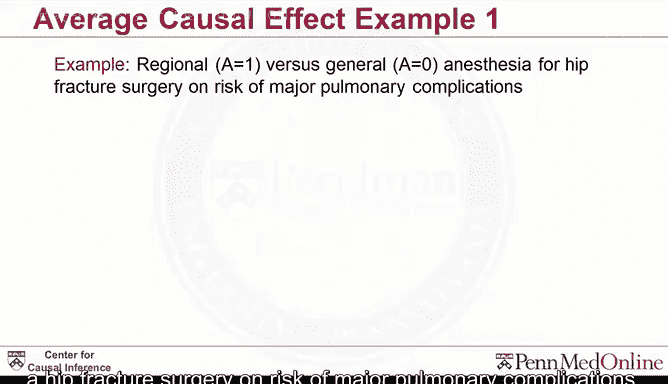 Average Causal Effect Example 1
Example: Regional (A=1) versus general (A=0) anesthesia for hip
fracture surgery on risk of major pulmonary complications
Center for
Causal Inference
PennMedOnline
a hip fracture surgery on risk of major pulmonary complications